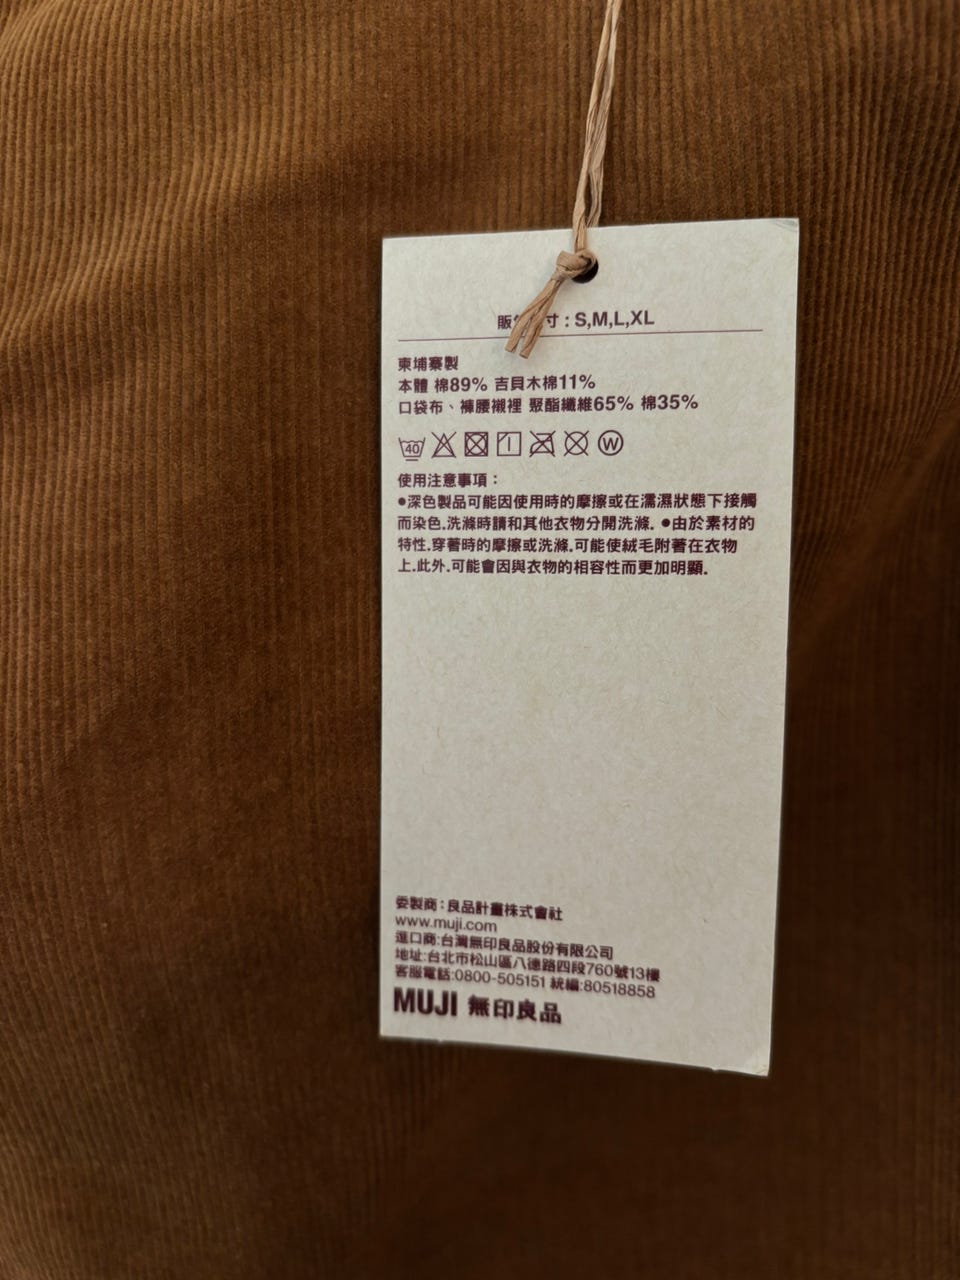 販 寸：S,M,L,XL
柬埔寨製
本體 棉89% 吉貝木棉11%
口袋布、褲腰襯裡 聚酯纖維65% 棉35%
40 W
使用注意事項：
●深色製品可能因使用時的摩擦或在濡濕狀態下接觸
而染色.洗滌時請和其他衣物分開洗滌. ●由於素材的
特性.穿著時的摩擦或洗滌.可能使絨毛附著在衣物
上.此外.可能會因與衣物的相容性而更加明顯.
委製商：良品計畫株式會社
www.muji.com
進口商:台灣無印良品股份有限公司
地址:台北市松山區八德路四段760號13樓
客服電話:0800-505151 統編:80518858
MUJI 無印良品